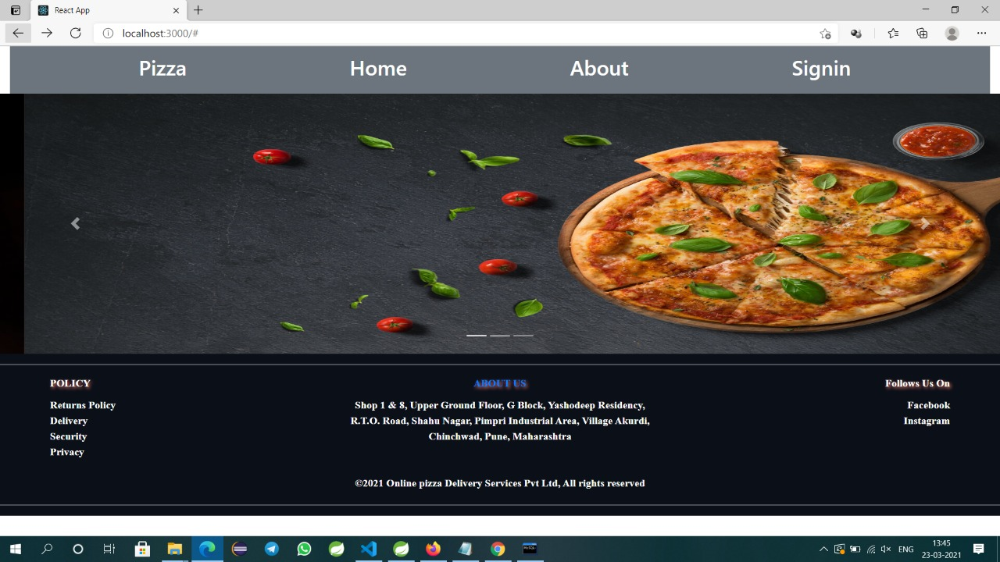 React App
localhost:3000/#
Pizza Home About Signin
POLICY
Returns Policy
Delivery
Security
Privacy
ABOUT US
Shop 1 & 8, Upper Ground Floor, G Block, Yashodeep Residency,
R.T.O. Road, Shahu Nagar, Pimpri Industrial Area, Village Akurdi,
Chinchwad, Pune, Maharashtra
Follows Us On
Facebook
Instagram
©2021 Online pizza Delivery Services Pvt Ltd, All rights reserved
ENG
13:45
23-03-2021